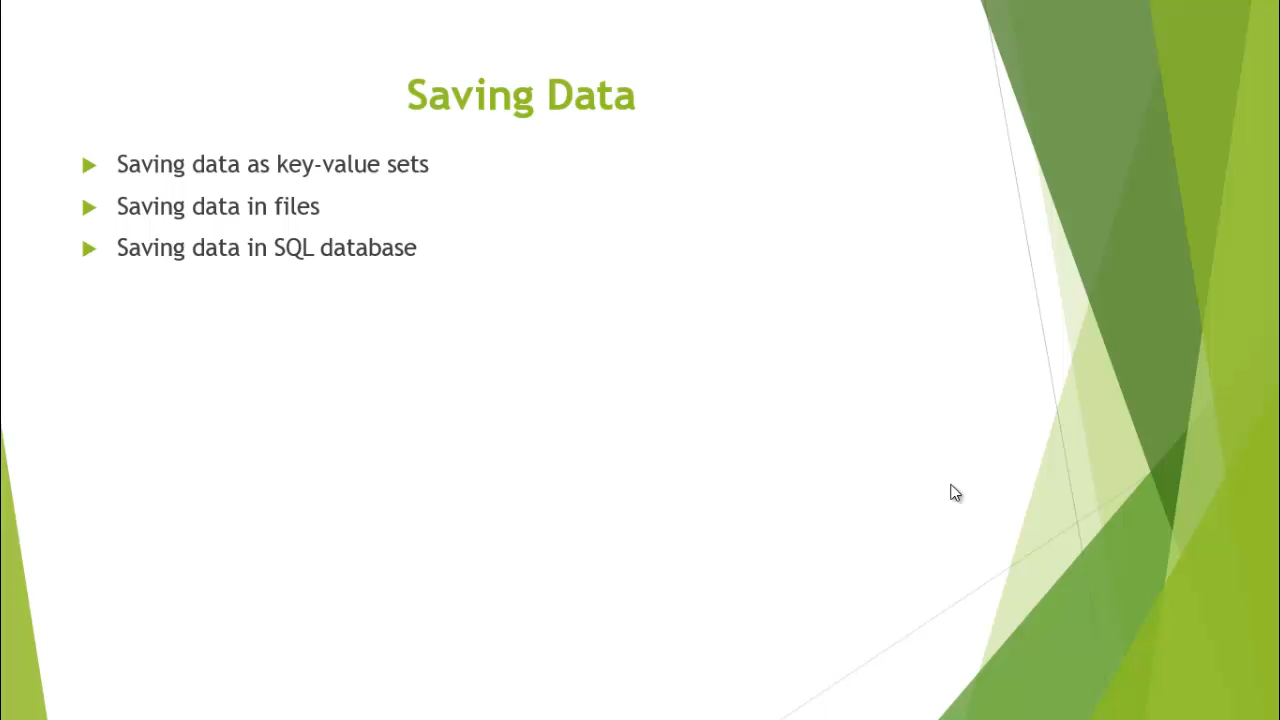 Saving Data
Saving data as key-value sets
Saving data in files
Saving data in SQL database